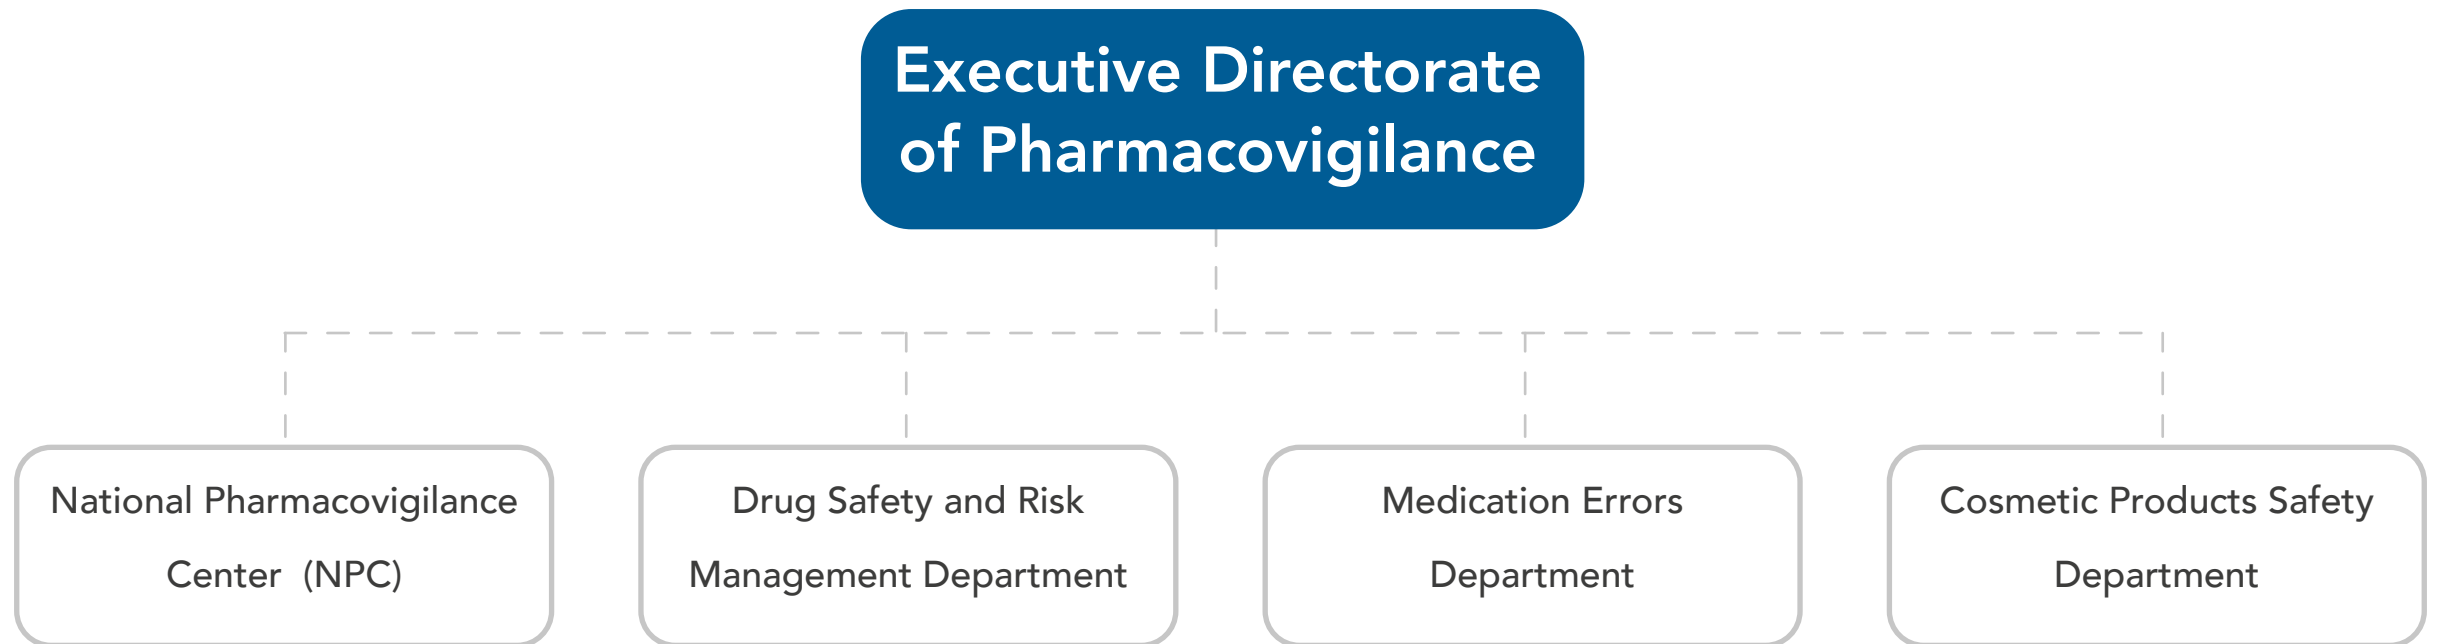 Executive Directorate
of Pharmacovigilance
National Pharmacovigilance
Center (NPC)
Drug Safety and Risk
Management Department
Medication Errors
Department
Cosmetic Products Safety
Department